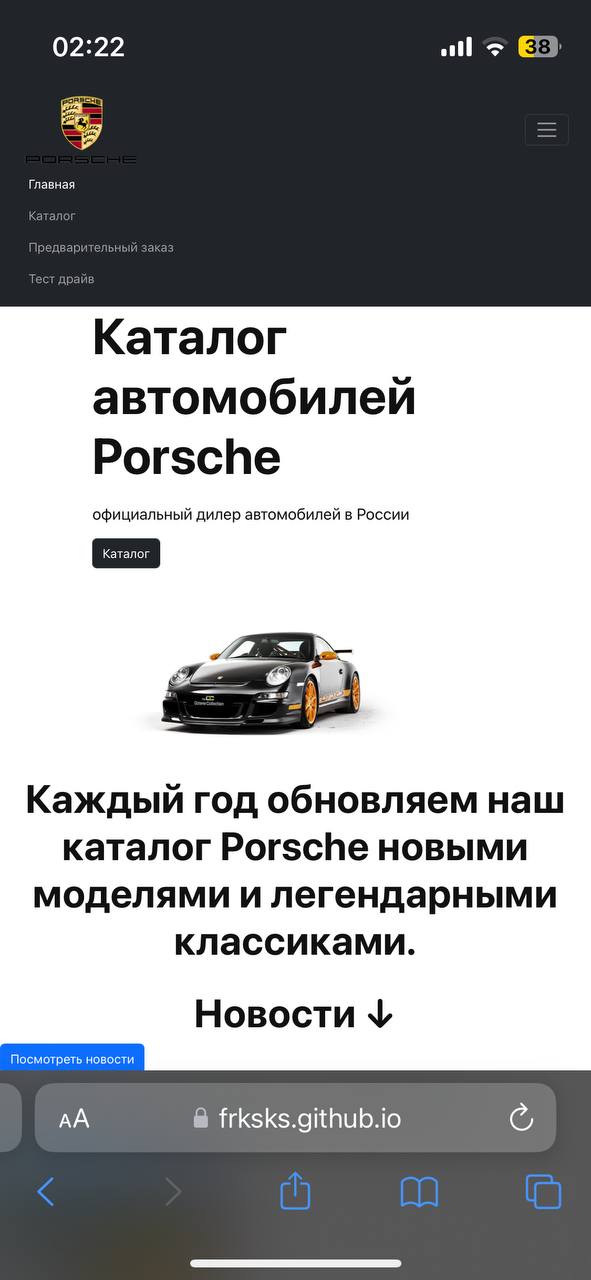 02:22
38
PORSCHE
PORSCHE
Главная
Каталог
Предварительный заказ
Тест драйв
Каталог
автомобилей
Porsche
официальный дилер автомобилей в России
Каталог
Каждый год обновляем наш
каталог Porsche новыми
моделями и легендарными
классиками.
Новости ↓
Посмотреть новости
AA
frksks.github.io